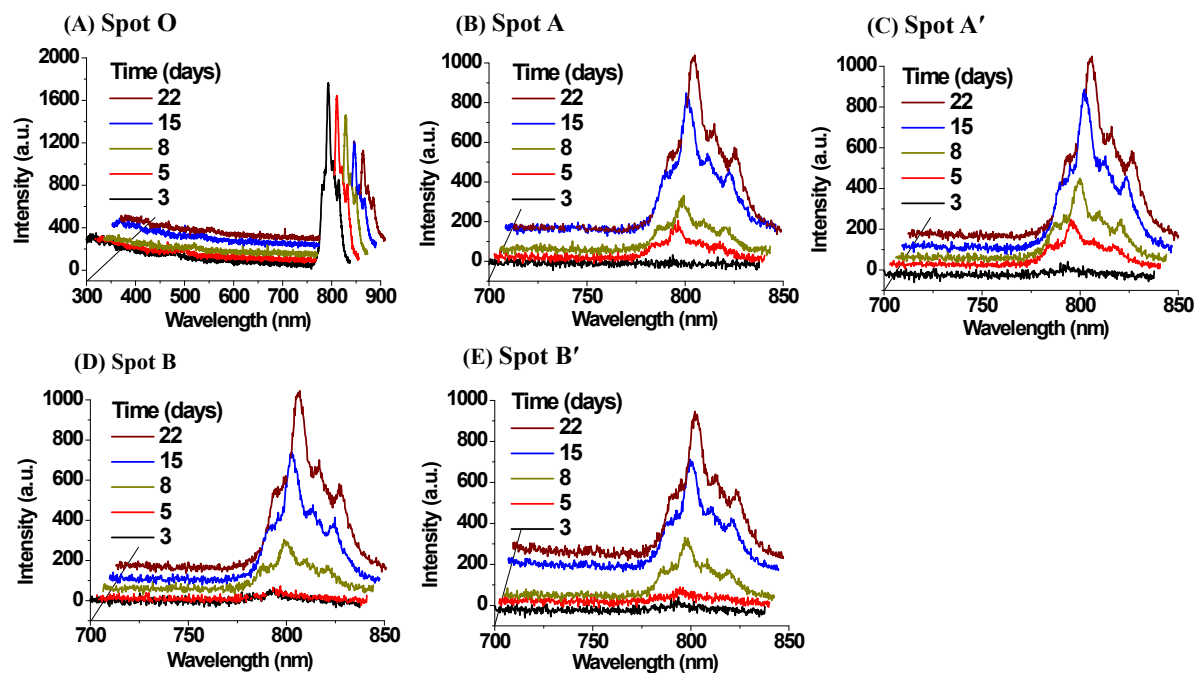 (A) Spot O
Time (days)
22
15
8
5
3
2000
1600
1200
800
400
0
Intensity (a.u.)
300 400 500 600 700 800 900
Wavelength (nm)
(B) Spot A
Time (days)
22
15
8
5
3
1000
800
600
400
200
0
Intensity (a.u.)
700 750 800 850
Wavelength (nm)
(C) Spot A′
Time (days)
22
15
8
5
3
1000
800
600
400
200
0
Intensity (a.u.)
700 750 800 850
Wavelength (nm)
(D) Spot B
Time (days)
22
15
8
5
3
1000
800
600
400
200
0
Intensity (a.u.)
700 750 800 850
Wavelength (nm)
(E) Spot B′
Time (days)
22
15
8
5
3
1000
800
600
400
200
0
Intensity (a.u.)
700 750 800 850
Wavelength (nm)